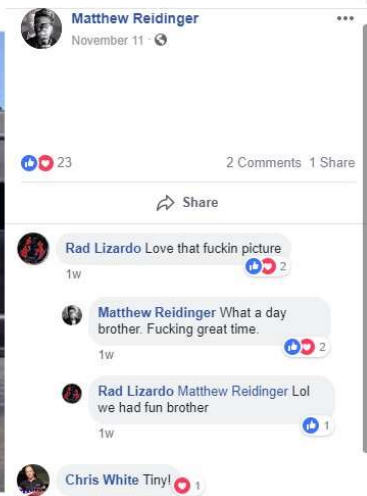 Matthew Reidinger
November 11 ·
23
2 Comments 1 Share
Share
Rad Lizardo Love that fuckin picture
2
1w
Matthew Reidinger What a day
brother. Fucking great time.
2
1w
Rad Lizardo Matthew Reidinger Lol
we had fun brother
1
1w
Chris White Tiny! 1